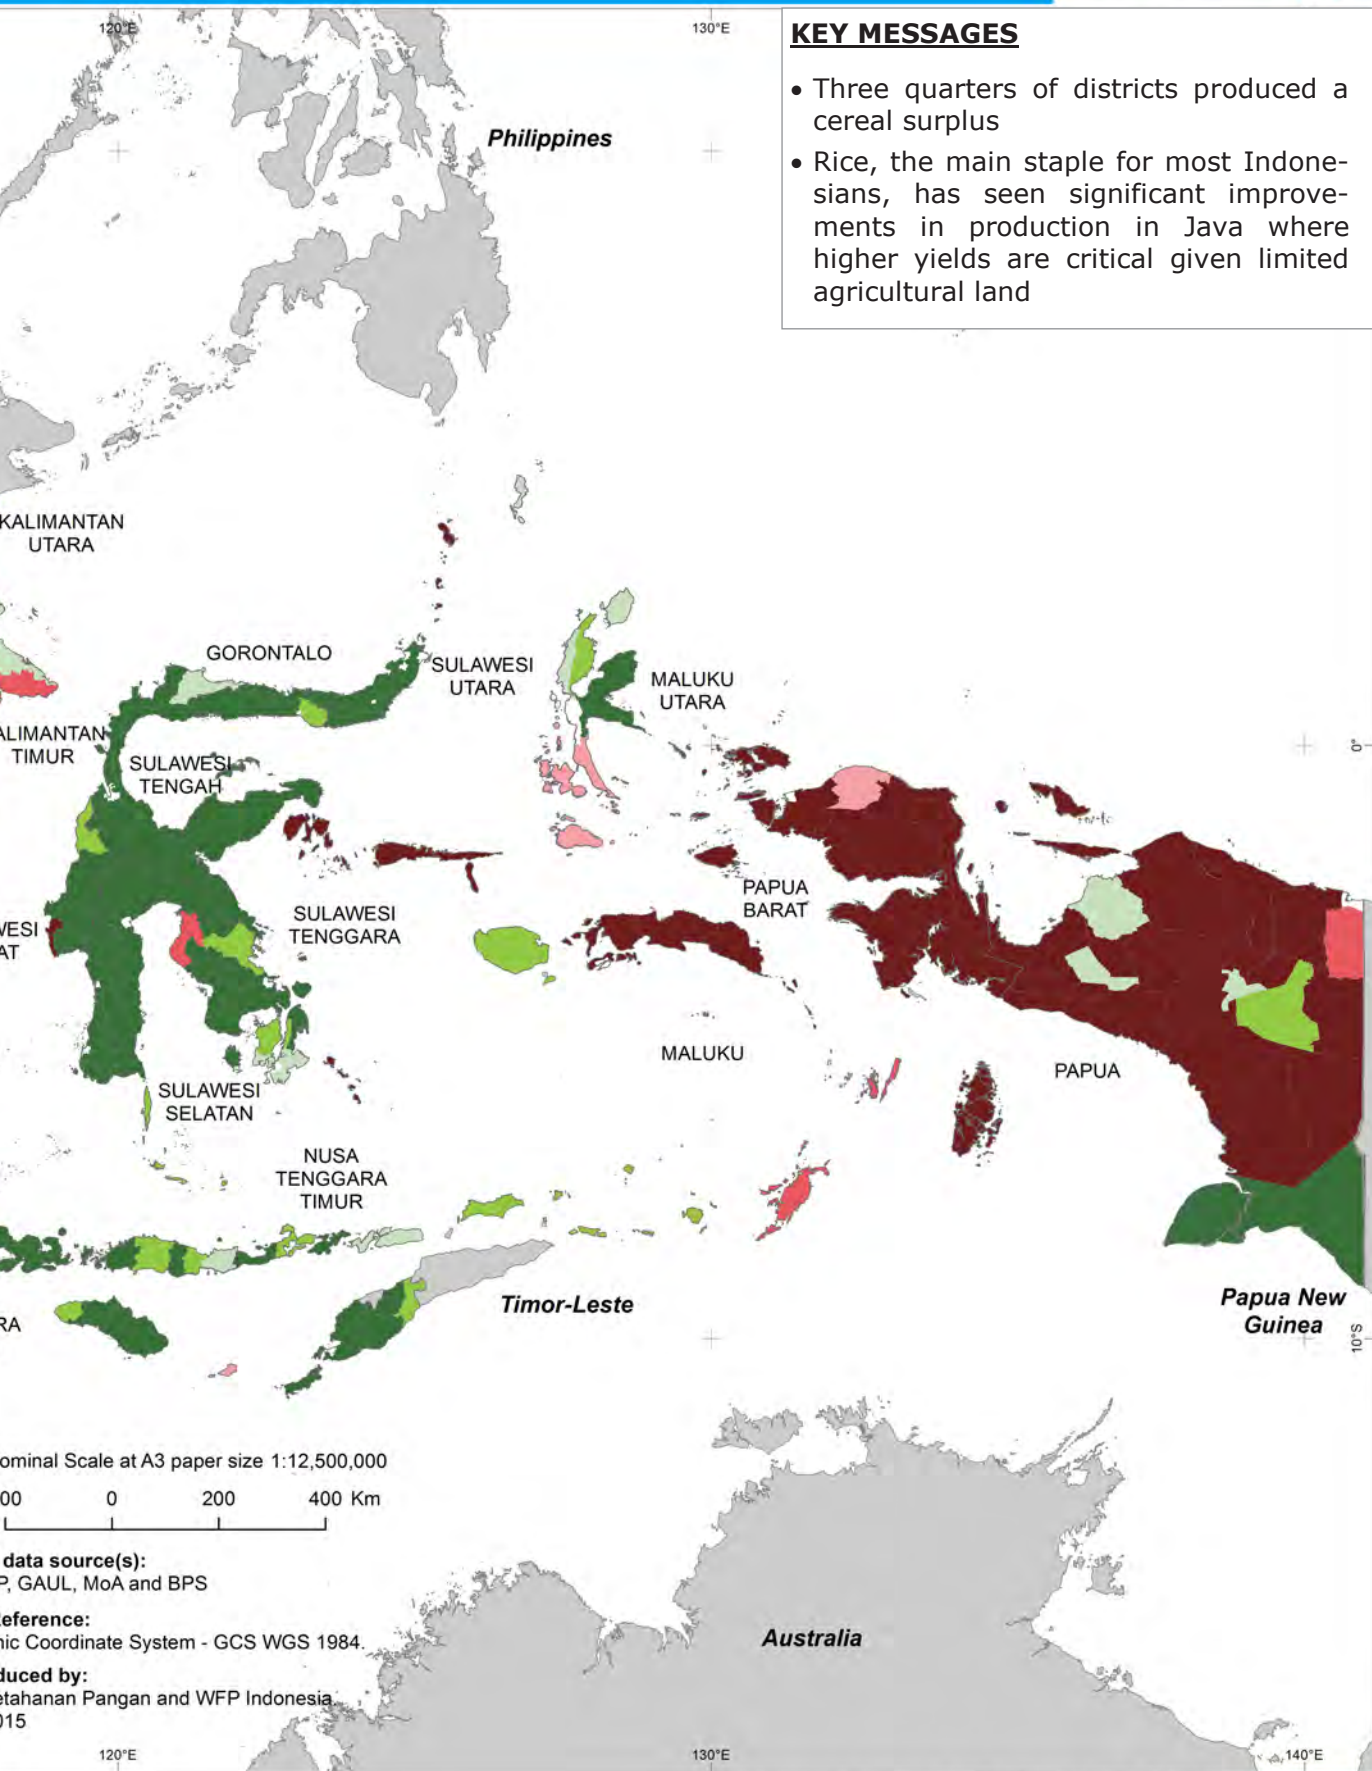 120°E
130°E
KEY MESSAGES
• Three quarters of districts produced a
cereal surplus
• Rice, the main staple for most Indone-
sians, has seen significant improve-
ments in production in Java where
higher yields are critical given limited
agricultural land
Philippines
KALIMANTAN
UTARA
GORONTALO
SULAWESI
UTARA
MALUKU
UTARA
ALIMANTAN
TIMUR
SULAWESI
TENGAH
0°
PAPUA
BARAT
SULAWESI
TENGGARA
WESI
AT
MALUKU
PAPUA
SULAWESI
SELATAN
NUSA
TENGGARA
TIMUR
Timor-Leste
Papua New
Guinea
RA
10°S
ominal Scale at A3 paper size 1:12,500,000
00 0 200 400 Km
data source(s):
P, GAUL, MoA and BPS
eference:
nic Coordinate System - GCS WGS 1984.
duced by:
etahanan Pangan and WFP Indonesia.
015
Australia
120°E
130°E
140°E